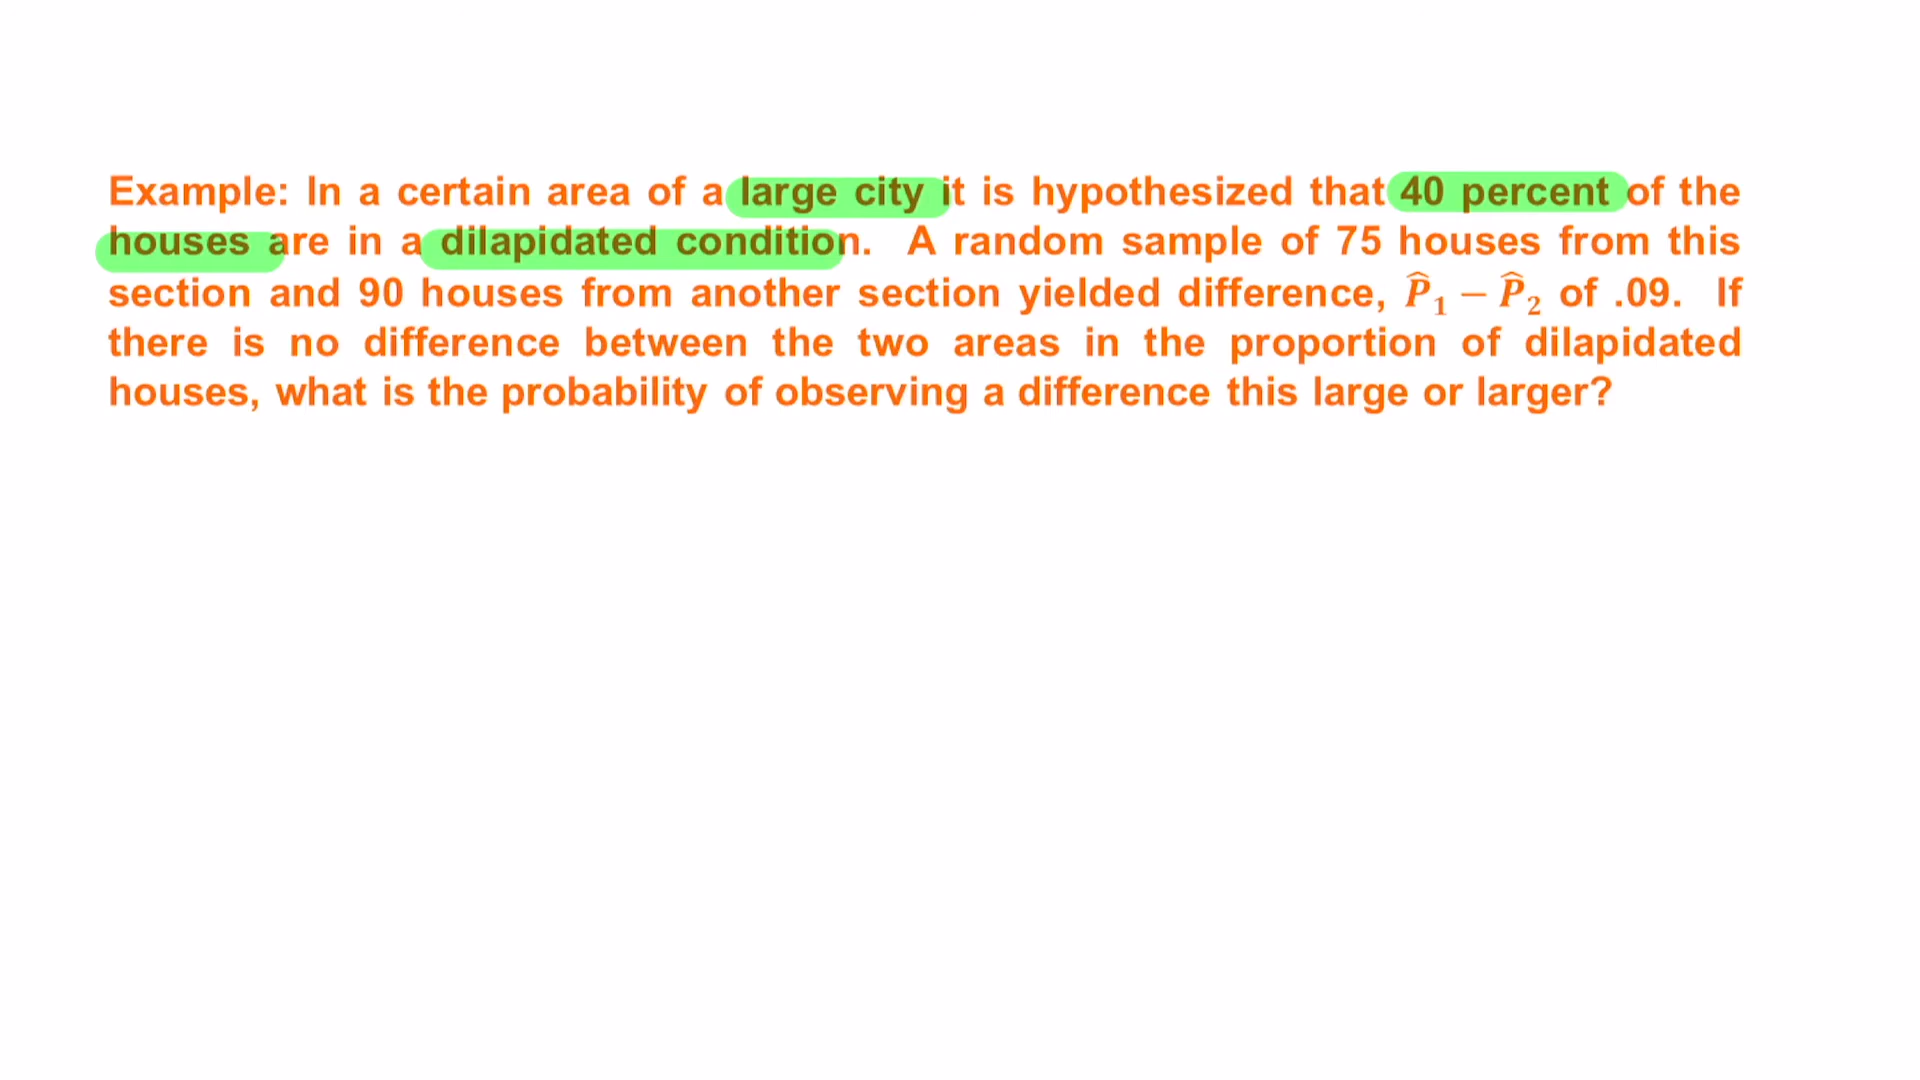 Example: In a certain area of a large city it is hypothesized that 40 percent of the
houses are in a dilapidated condition. A random sample of 75 houses from this
section and 90 houses from another section yielded difference, P̂₁ − P̂₂ of .09. If
there is no difference between the two areas in the proportion of dilapidated
houses, what is the probability of observing a difference this large or larger?